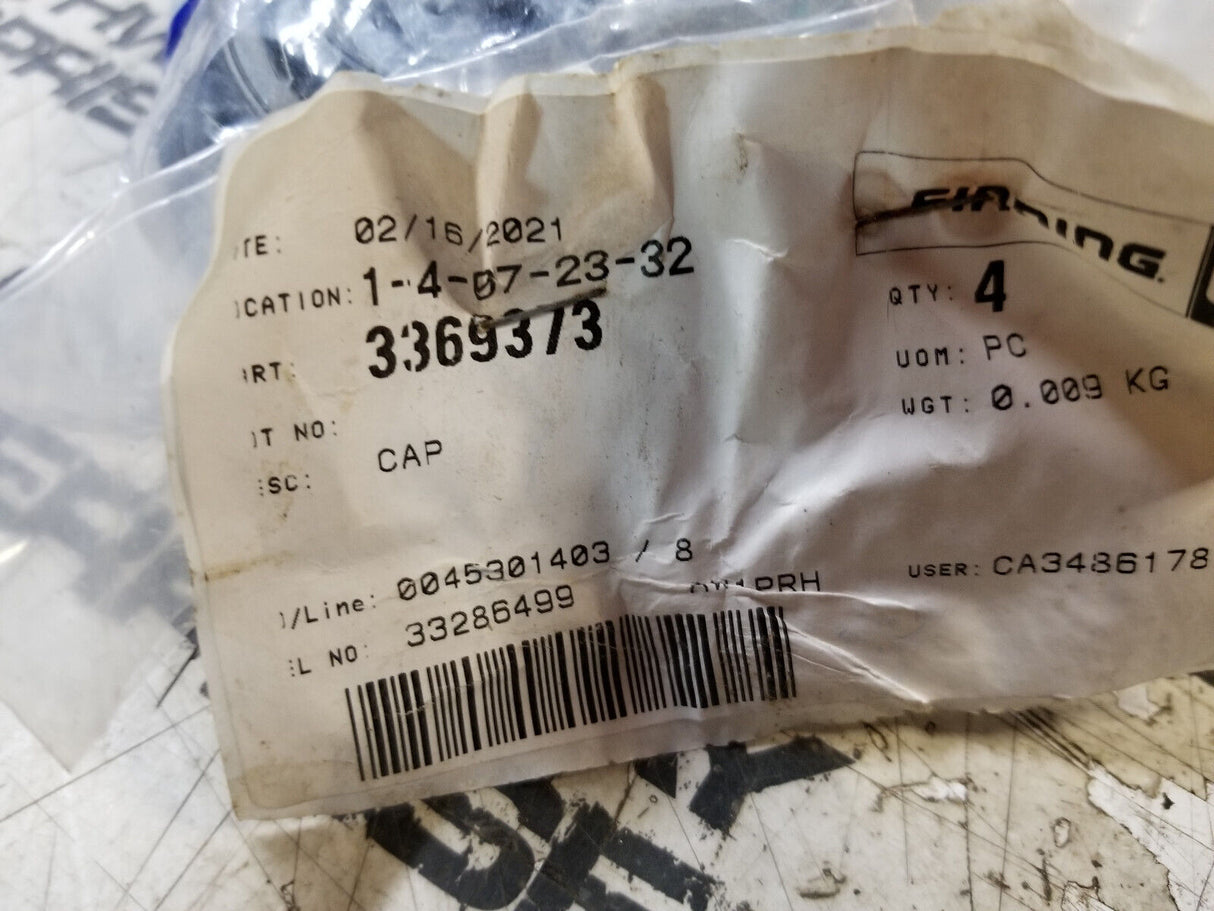 TE: 02/16/2021
CATION: 1-4-07-23-32
RT: 3369373
T NO:
SC: CAP
/Line: 0045301403 / 8
L NO: 33286499
PRH
QTY: 4
UOM: PC
WGT: 0.009 KG
USER: CA3486178